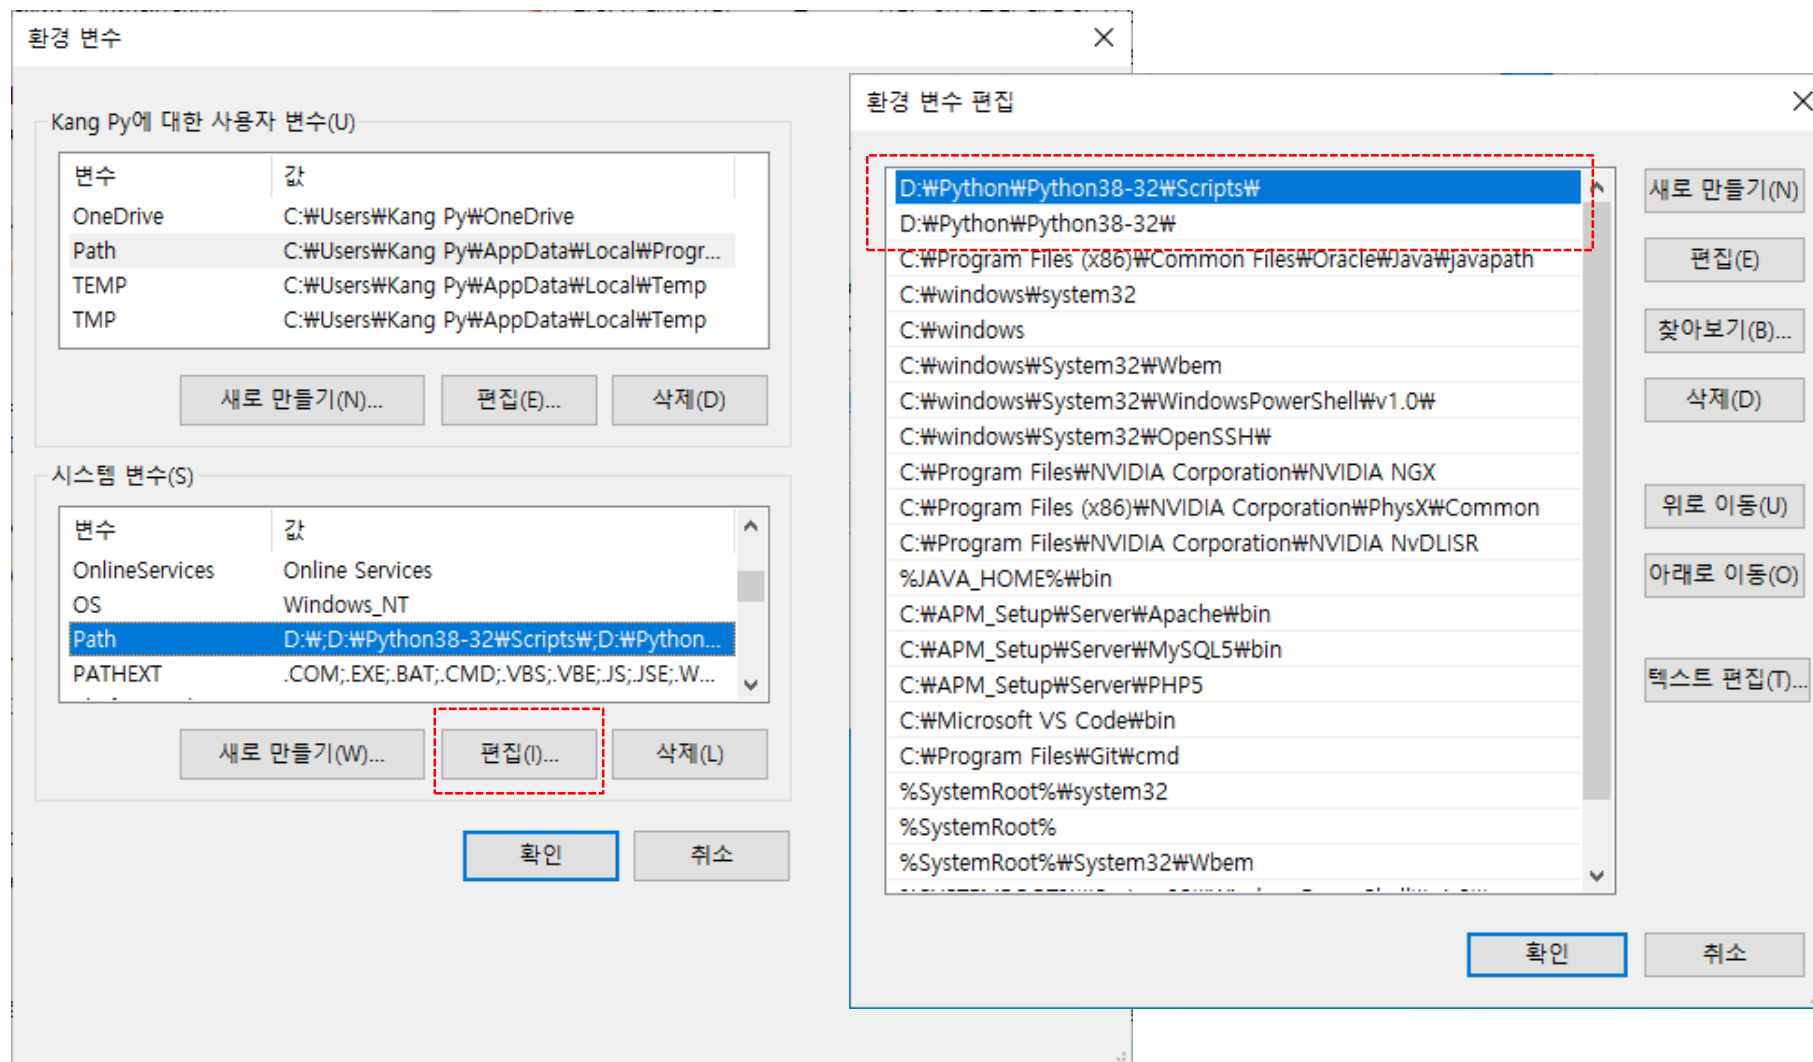 환경 변수
Kang Py에 대한 사용자 변수(U)
변수 값
OneDrive C:₩Users₩Kang Py₩OneDrive
Path C:₩Users₩Kang Py₩AppData₩Local₩Progr...
TEMP C:₩Users₩Kang Py₩AppData₩Local₩Temp
TMP C:₩Users₩Kang Py₩AppData₩Local₩Temp
새로 만들기(N)... 편집(E)... 삭제(D)
시스템 변수(S)
변수 값
OnlineServices Online Services
OS Windows_NT
Path D:₩;D:₩Python38-32₩Scripts₩;D:₩Python...
PATHEXT .COM;.EXE;.BAT;.CMD;.VBS;.VBE;.JS;.JSE;.W...
새로 만들기(W)... 편집(I)... 삭제(L)
확인 취소
환경 변수 편집
D:₩Python₩Python38-32₩Scripts₩
D:₩Python₩Python38-32₩
C:₩Program Files (x86)₩Common Files₩Oracle₩Java₩javapath
C:₩windows₩system32
C:₩windows
C:₩windows₩System32₩Wbem
C:₩windows₩System32₩WindowsPowerShell₩v1.0₩
C:₩windows₩System32₩OpenSSH₩
C:₩Program Files₩NVIDIA Corporation₩NVIDIA NGX
C:₩Program Files (x86)₩NVIDIA Corporation₩PhysX₩Common
C:₩Program Files₩NVIDIA Corporation₩NVIDIA NvDLISR
%JAVA_HOME%₩bin
C:₩APM_Setup₩Server₩Apache₩bin
C:₩APM_Setup₩Server₩MySQL5₩bin
C:₩APM_Setup₩Server₩PHP5
C:₩Microsoft VS Code₩bin
C:₩Program Files₩Git₩cmd
%SystemRoot%₩system32
%SystemRoot%
%SystemRoot%₩System32₩Wbem
새로 만들기(N)
편집(E)
찾아보기(B)...
삭제(D)
위로 이동(U)
아래로 이동(O)
텍스트 편집(T)...
확인 취소